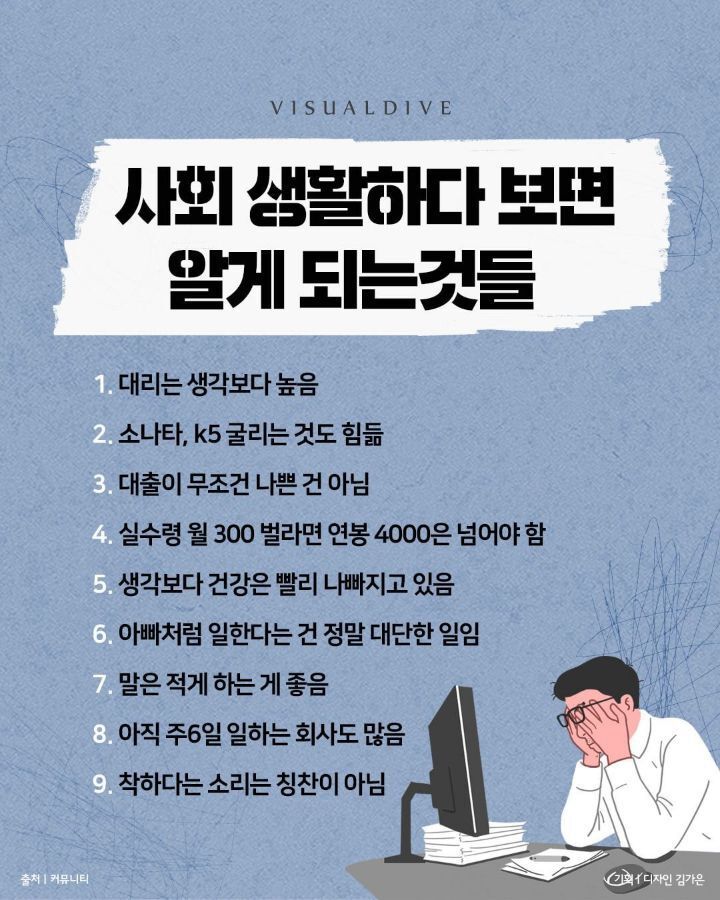 VISUALDIVE
사회 생활하다 보면
알게 되는것들
1. 대리는 생각보다 높음
2. 소나타, k5 굴리는 것도 힘듦
3. 대출이 무조건 나쁜 건 아님
4. 실수령 월 300 벌라면 연봉 4000은 넘어야 함
5. 생각보다 건강은 빨리 나빠지고 있음
6. 아빠처럼 일한다는 건 정말 대단한 일임
7. 말은 적게 하는 게 좋음
8. 아직 주6일 일하는 회사도 많음
9. 착하다는 소리는 칭찬이 아님
출처 | 커뮤니티
기획 | 디자인 김가은